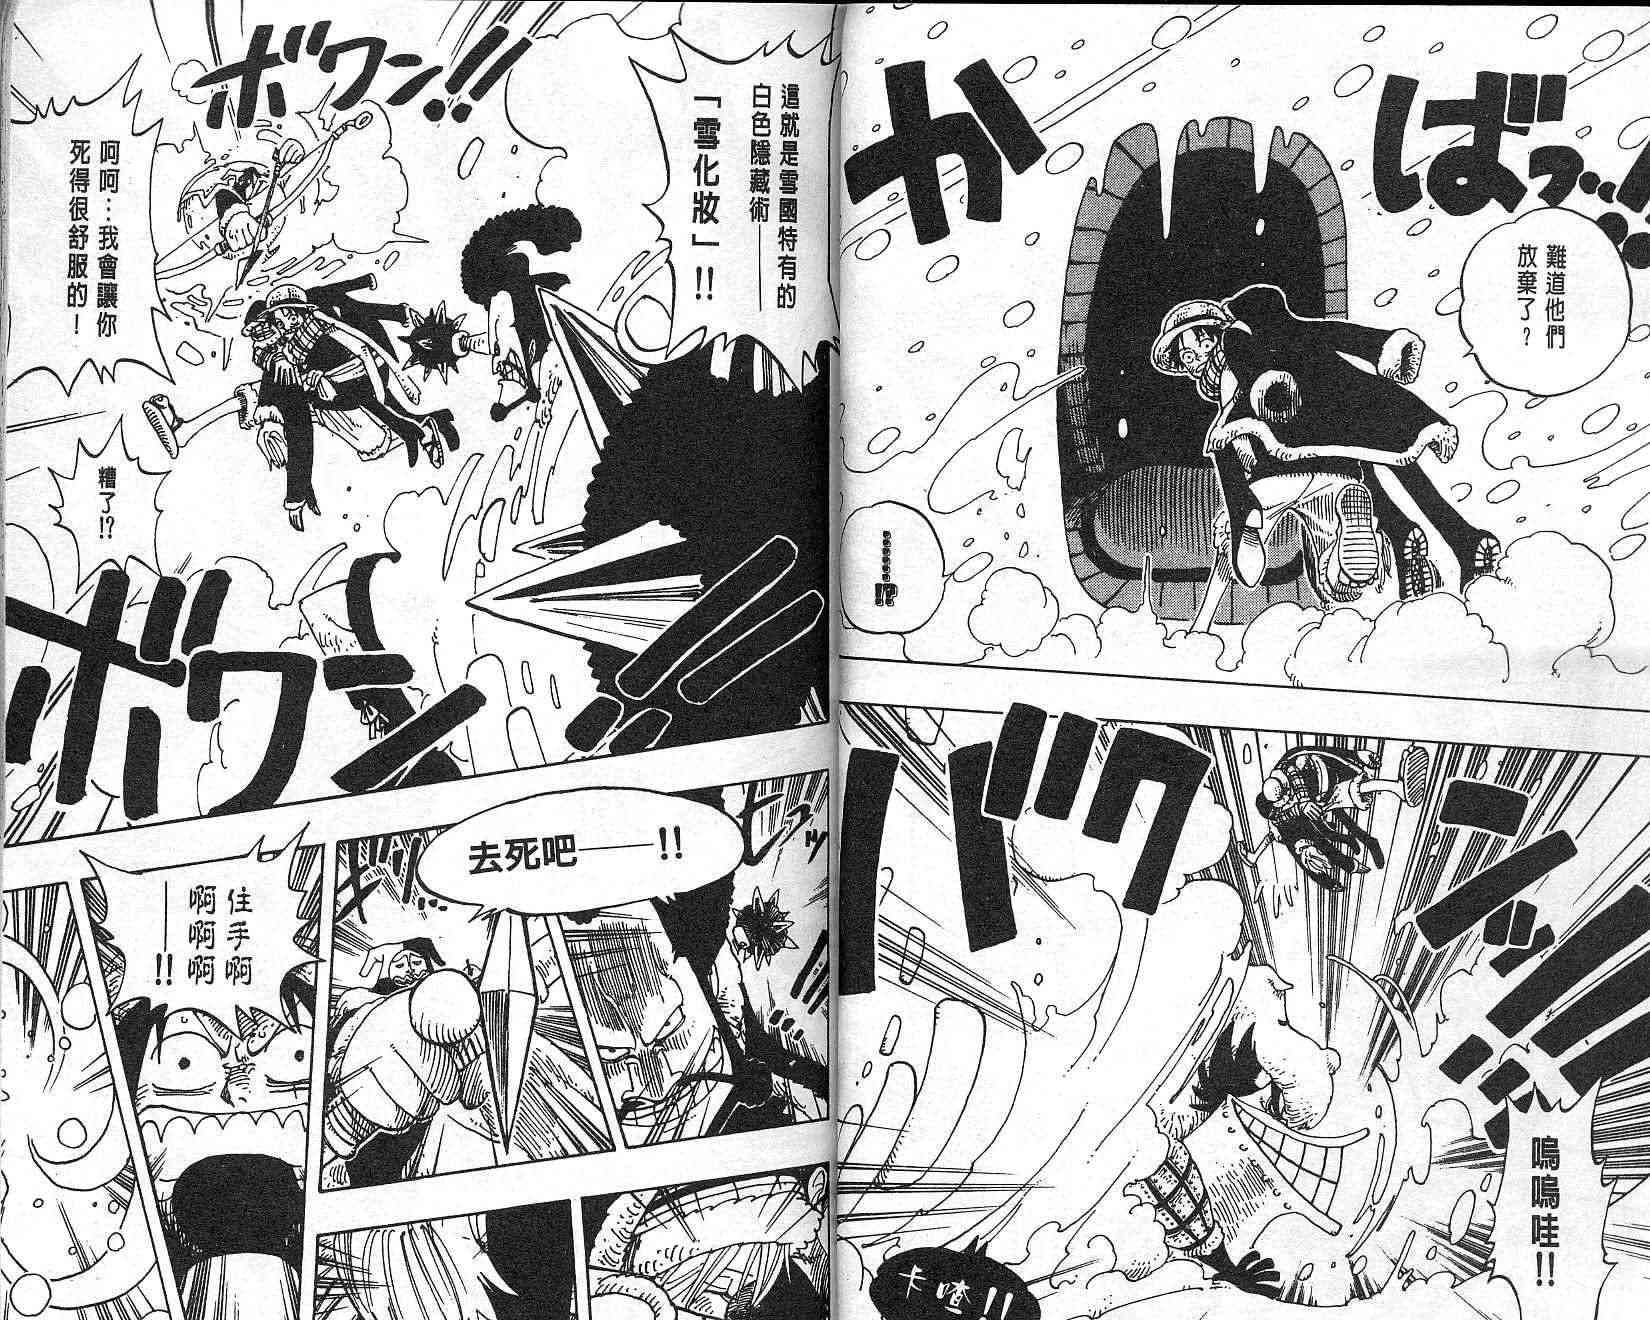 ばっ…!!
か
難道他們
放棄了?
……!?
バクン!!
嗚嗚哇!!
卡喳!!
ボワン!!
這就是雪國特有的
白色隱藏術——
「雪化妝」!!
呵呵…我會讓你
死得很舒服的!
糟了!?
ボワン!!
去死吧——!!
住手啊
啊啊啊
——!!